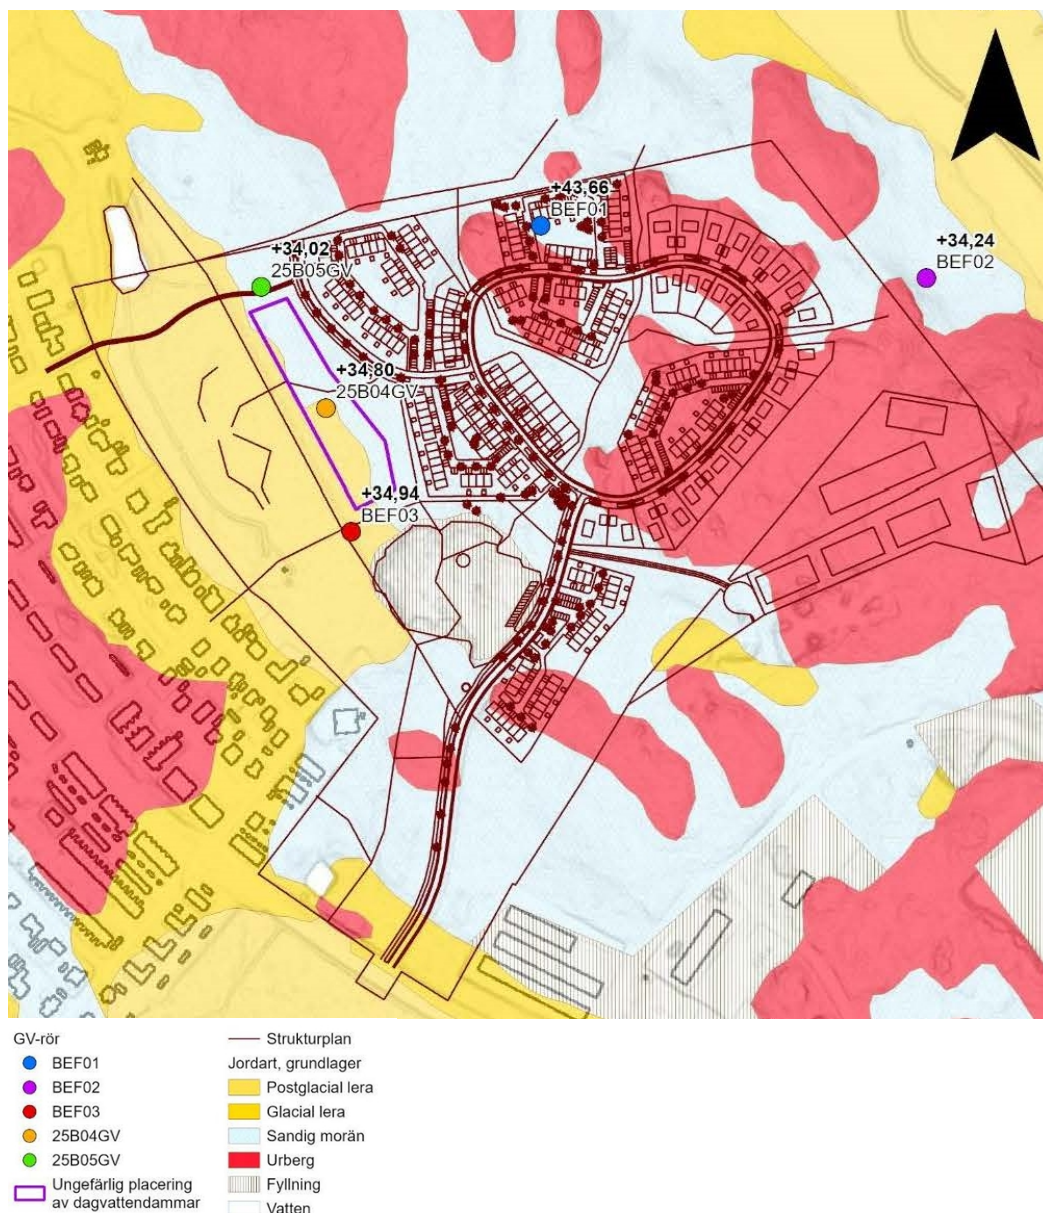 +43,66
BEF01
+34,24
BEF02
+34,02
25B05GV
+34,80
25B04GV
+34,94
BEF03
GV-rör
BEF01
BEF02
BEF03
25B04GV
25B05GV
Ungefärlig placering
av dagvattendammar
Strukturplan
Jordart, grundlager
Postglacial lera
Glacial lera
Sandig morän
Urberg
Fyllning
Vatten